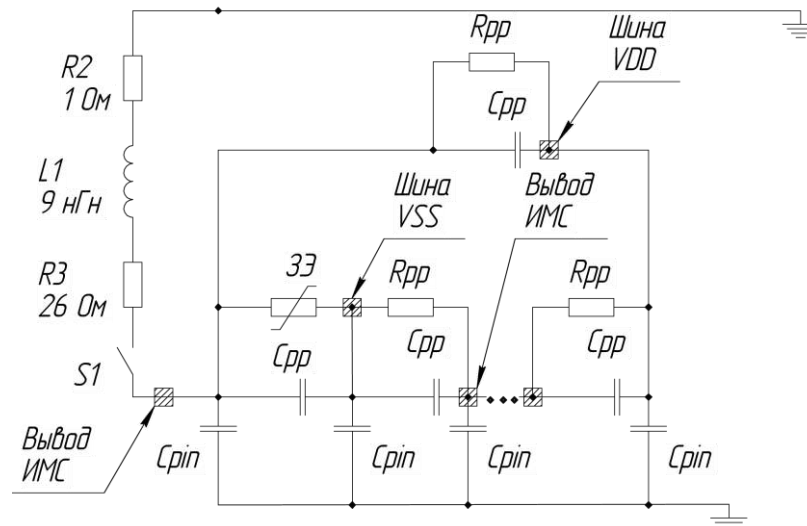 Rpp
Шина
VDD
R2
1 Ом
Cpp
L1
9 нГн
Шина
VSS
Вывод
ИМС
R3
26 Ом
ЗЭ
Rpp
Rpp
S1
Cpp
Cpp
Cpp
Вывод
ИМС
Cpin
Cpin
Cpin
Cpin